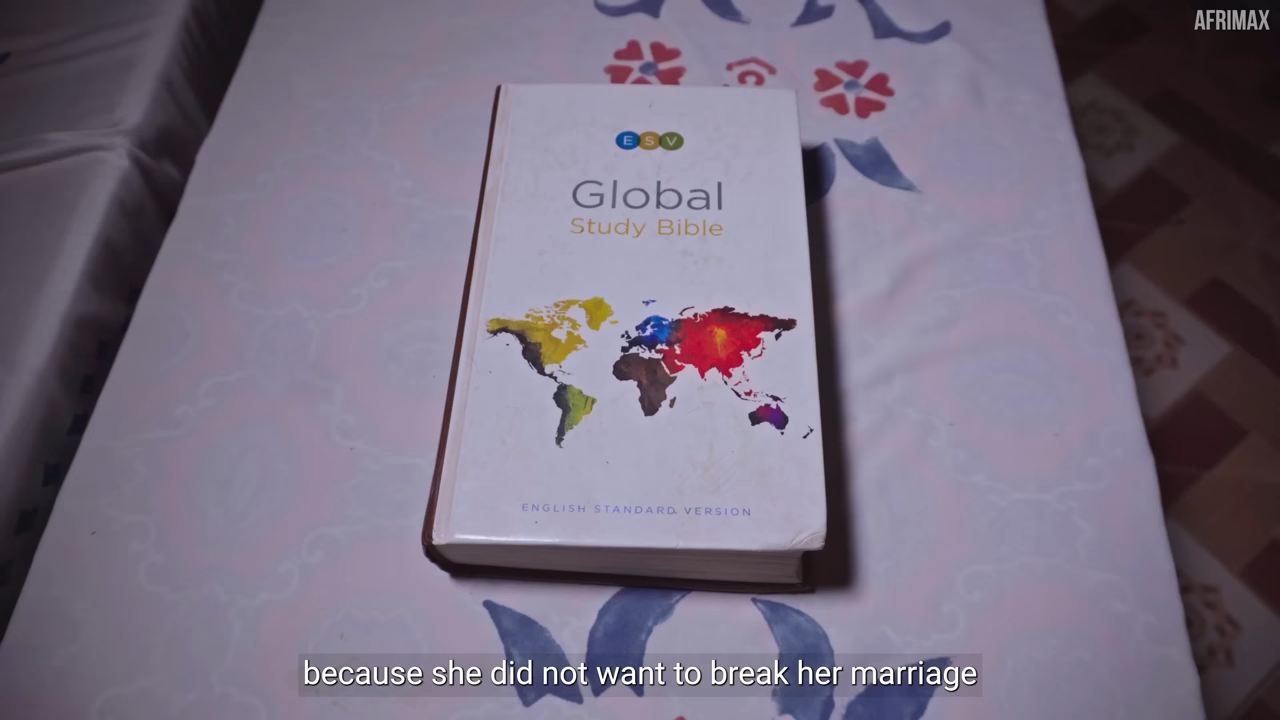 AFRIMAX
ESV
Global
Study Bible
ENGLISH STANDARD VERSION
because she did not want to break her marriage